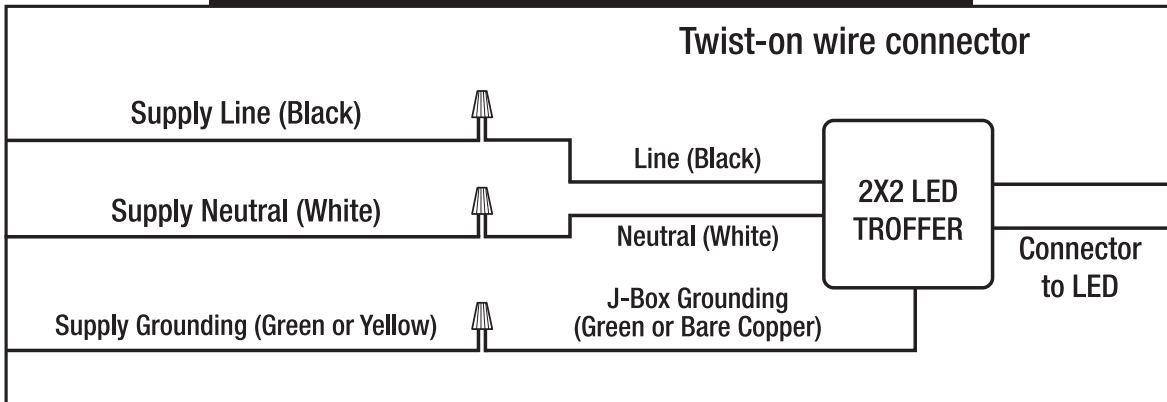 Twist-on wire connector
Supply Line (Black)
Line (Black)
Supply Neutral (White)
Neutral (White)
2X2 LED
TROFFER
Connector
to LED
J-Box Grounding
(Green or Bare Copper)
Supply Grounding (Green or Yellow)